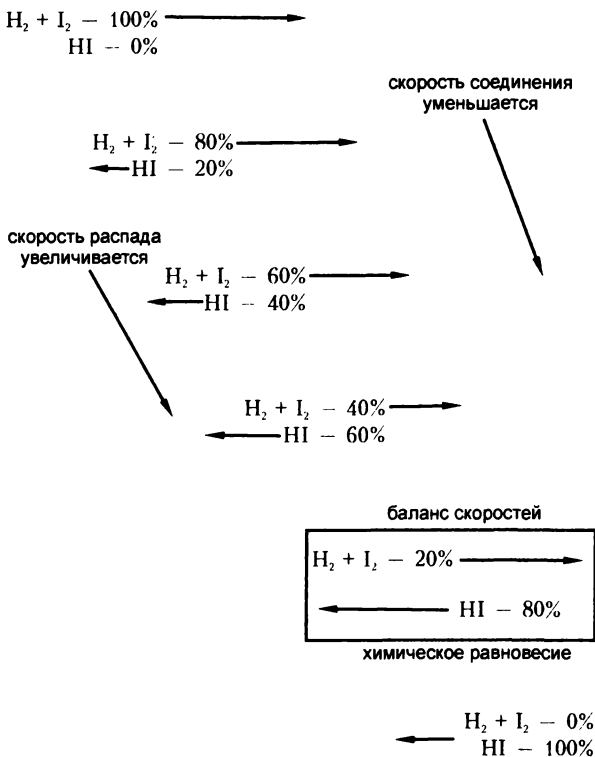 H₂ + I₂ – 100%
HI – 0%
скорость соединения
уменьшается
H₂ + I₂ – 80%
HI – 20%
скорость распада
увеличивается
H₂ + I₂ – 60%
HI – 40%
H₂ + I₂ – 40%
HI – 60%
баланс скоростей
H₂ + I₂ – 20%
HI – 80%
химическое равновесие
H₂ + I₂ – 0%
HI – 100%